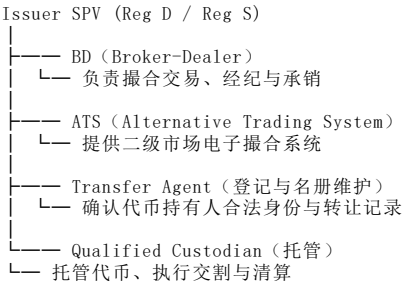 Issuer SPV (Reg D / Reg S)
│
├── BD（Broker-Dealer）
│ └─ 负责撮合交易、经纪与承销
│
├── ATS（Alternative Trading System）
│ └─ 提供二级市场电子撮合系统
│
├── Transfer Agent（登记与名册维护）
│ └─ 确认代币持有人合法身份与转让记录
│
└── Qualified Custodian（托管）
└─ 托管代币、执行交割与清算